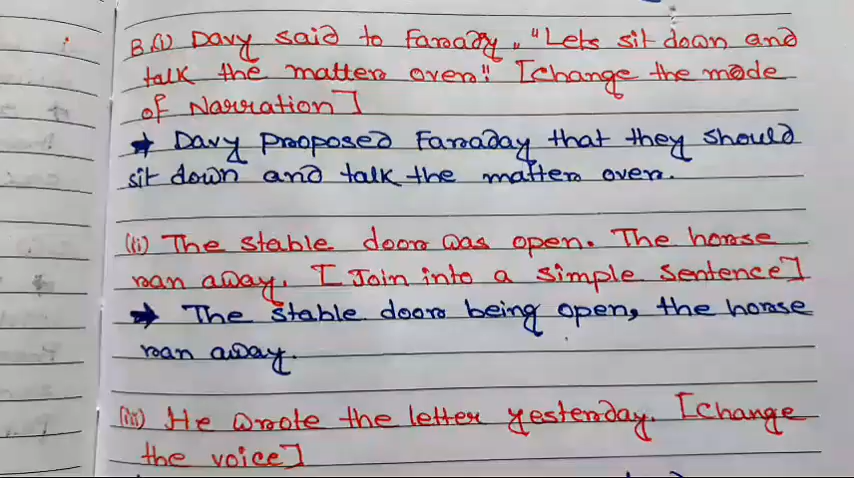 B.(i) Davy said to Faraday, "Lets sit down and
talk the matter over." [Change the mode
of Narration]
→ Davy proposed Faraday that they should
sit down and talk the matter over.
(ii) The stable door was open. The horse
ran away. [Join into a simple sentence]
→ The stable door being open, the horse
ran away.
(iii) He wrote the letter yesterday. [Change
the voice]